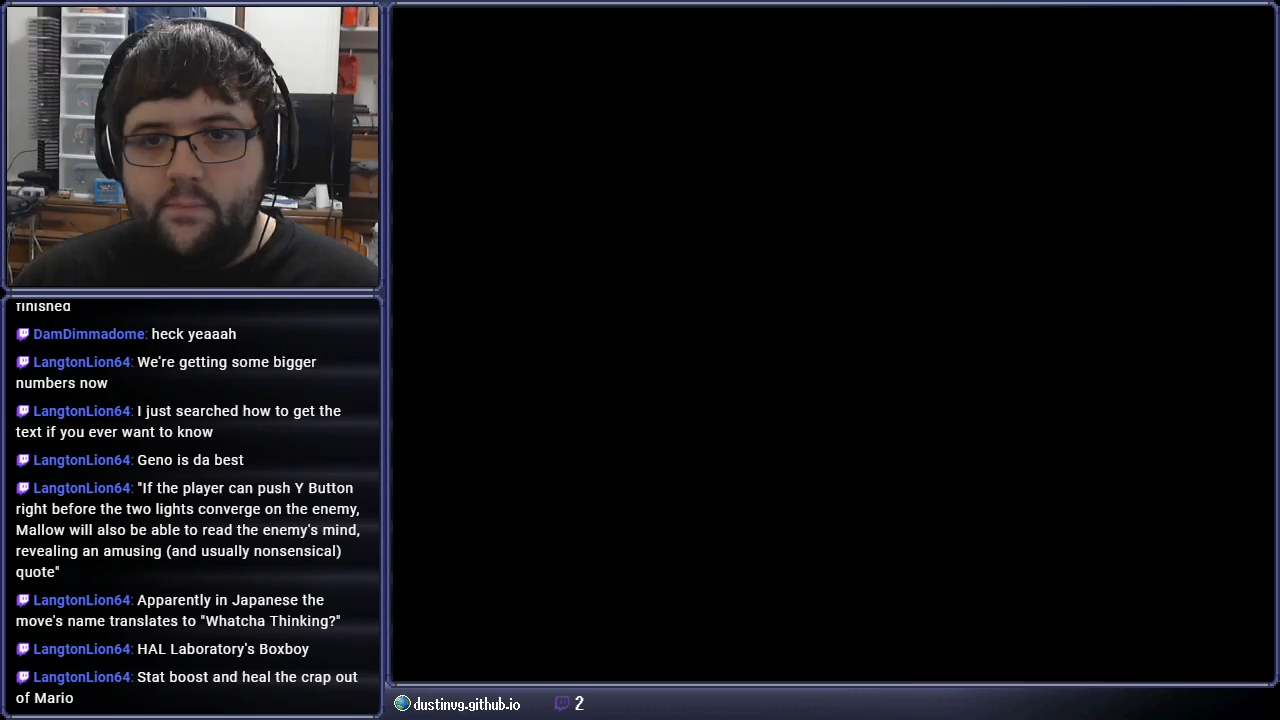 finished
DamDimmadome: heck yeaaah
LangtonLion64: We're getting some bigger
numbers now
LangtonLion64: I just searched how to get the
text if you ever want to know
LangtonLion64: Geno is da best
LangtonLion64: "If the player can push Y Button
right before the two lights converge on the enemy,
Mallow will also be able to read the enemy's mind,
revealing an amusing (and usually nonsensical)
quote"
LangtonLion64: Apparently in Japanese the
move's name translates to "Whatcha Thinking?"
LangtonLion64: HAL Laboratory's Boxboy
LangtonLion64: Stat boost and heal the crap out
of Mario
dustinvg.github.io 2